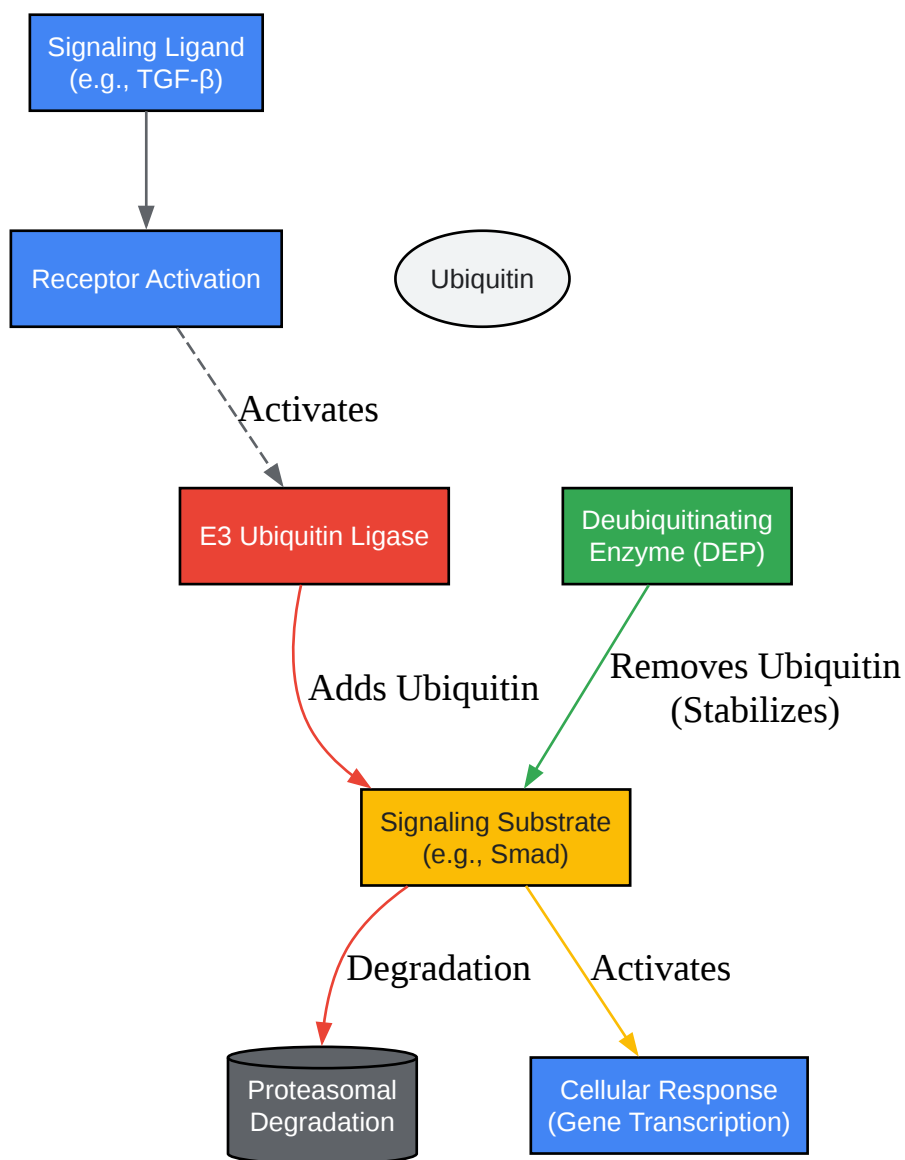 Signaling Ligand
(e.g., TGF-β)
Receptor Activation
Ubiquitin
Activates
E3 Ubiquitin Ligase
Deubiquitinating
Enzyme (DEP)
Adds Ubiquitin
Removes Ubiquitin
(Stabilizes)
Signaling Substrate
(e.g., Smad)
Degradation
Activates
Proteasomal
Degradation
Cellular Response
(Gene Transcription)